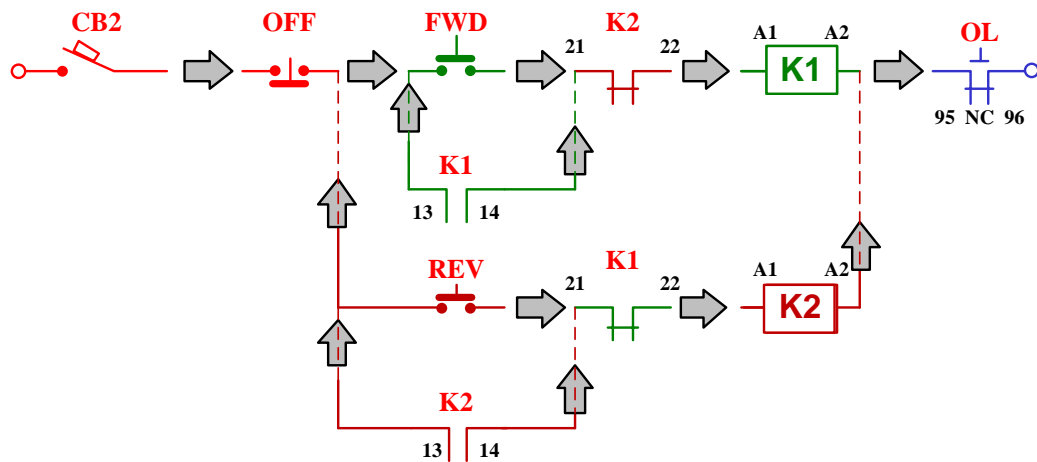 CB2 OFF FWD K2 OL
21 22 A1 A2
K1
95 NC 96
K1
13 14
REV K1
21 22 A1 A2
K2
K2
13 14